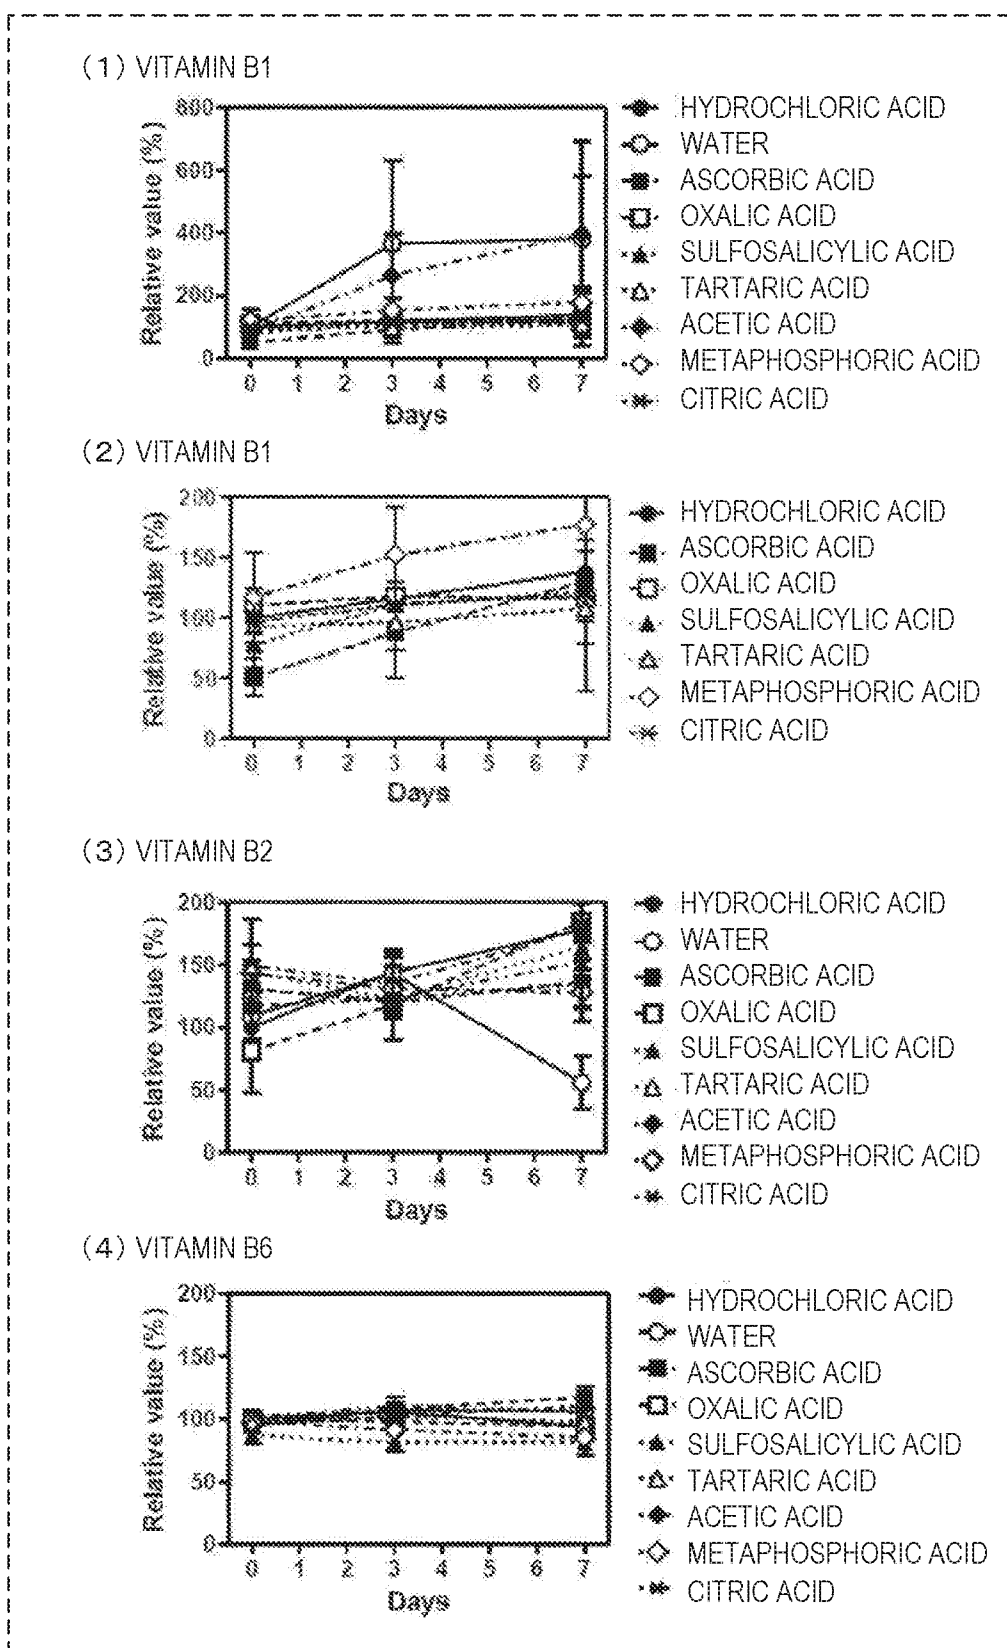 (1) VITAMIN B1
Relative value (%)
800
600
400
200
0
0 1 2 3 4 5 6 7
Days
HYDROCHLORIC ACID
WATER
ASCORBIC ACID
OXALIC ACID
SULFOSALICYLIC ACID
TARTARIC ACID
ACETIC ACID
METAPHOSPHORIC ACID
CITRIC ACID
(2) VITAMIN B1
Relative value (%)
200
150
100
50
0
0 1 2 3 4 5 6 7
Days
HYDROCHLORIC ACID
ASCORBIC ACID
OXALIC ACID
SULFOSALICYLIC ACID
TARTARIC ACID
METAPHOSPHORIC ACID
CITRIC ACID
(3) VITAMIN B2
Relative value (%)
200
150
100
50
0
0 1 2 3 4 5 6 7
Days
HYDROCHLORIC ACID
WATER
ASCORBIC ACID
OXALIC ACID
SULFOSALICYLIC ACID
TARTARIC ACID
ACETIC ACID
METAPHOSPHORIC ACID
CITRIC ACID
(4) VITAMIN B6
Relative value (%)
200
150
100
50
0
0 1 2 3 4 5 6 7
Days
HYDROCHLORIC ACID
WATER
ASCORBIC ACID
OXALIC ACID
SULFOSALICYLIC ACID
TARTARIC ACID
ACETIC ACID
METAPHOSPHORIC ACID
CITRIC ACID